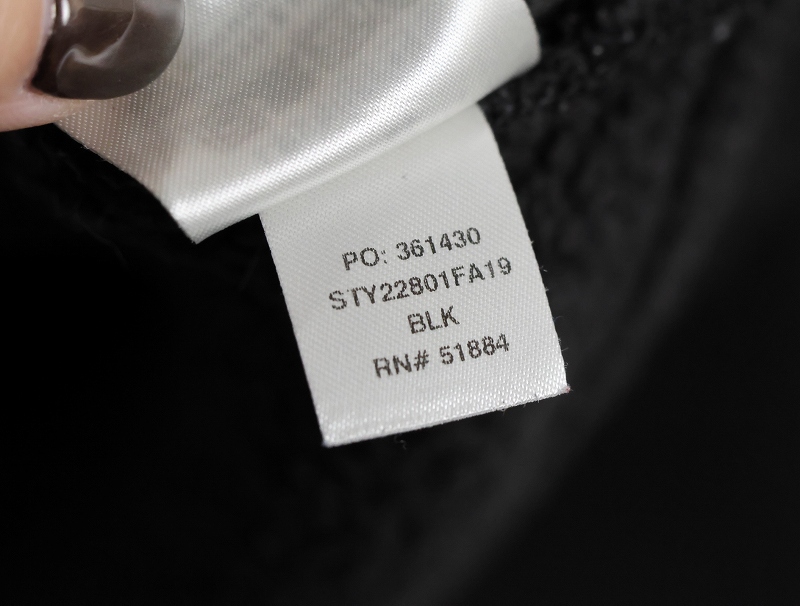 PO: 361430
STY22801FA19
BLK
RN# 51884